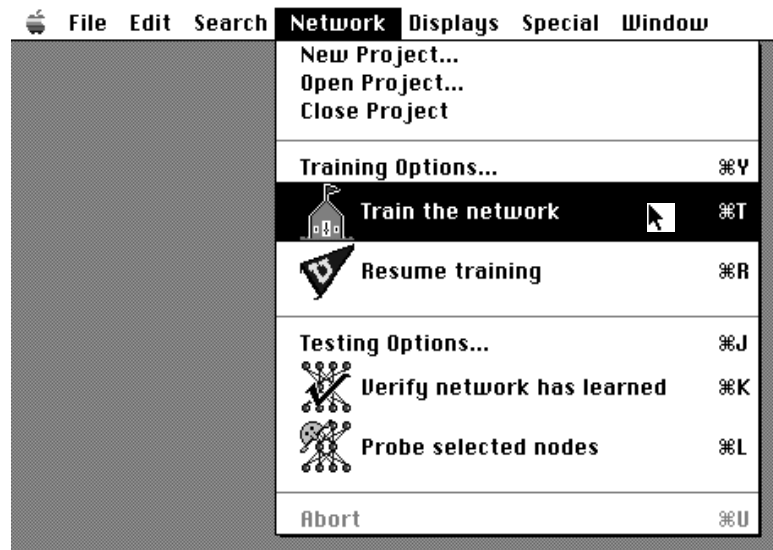 File Edit Search Network Displays Special Window
New Project...
Open Project...
Close Project
Training Options... ⌘Y
Train the network ⌘T
Resume training ⌘R
Testing Options... ⌘J
Verify network has learned ⌘K
Probe selected nodes ⌘L
Abort ⌘U